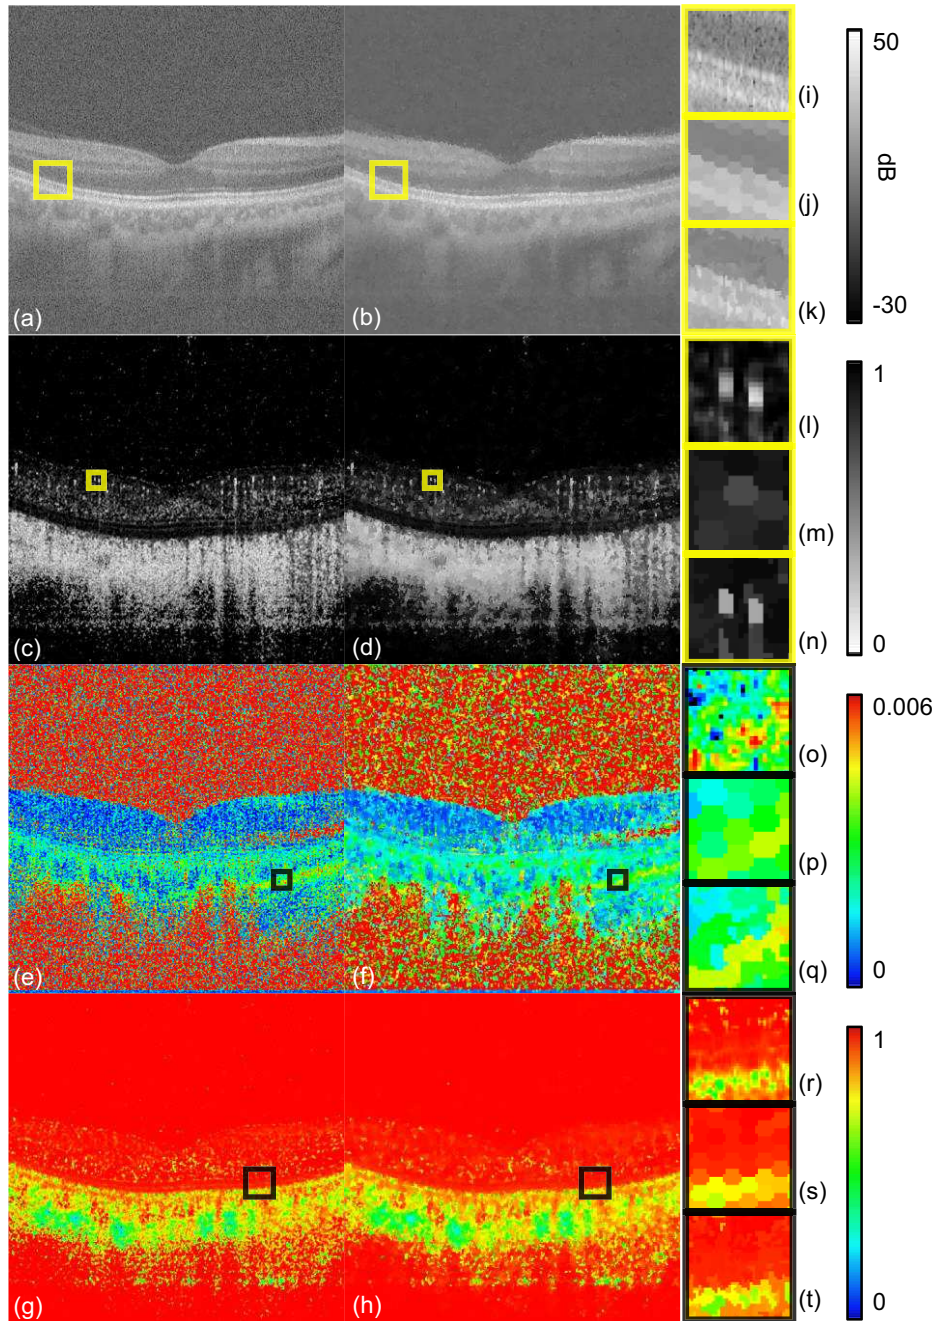 (a)
(b)
(i)
(j)
(k)
50
dB
-30
(c)
(d)
(l)
(m)
(n)
1
0
(e)
(f)
(o)
(p)
(q)
0.006
0
(g)
(h)
(r)
(s)
(t)
1
0